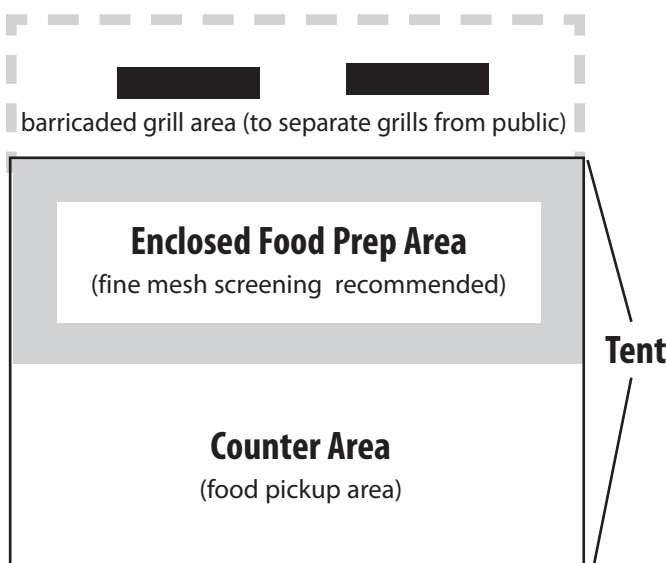 barricaded grill area (to separate grills from public)
Enclosed Food Prep Area
(fine mesh screening recommended)
Tent
Counter Area
(food pickup area)